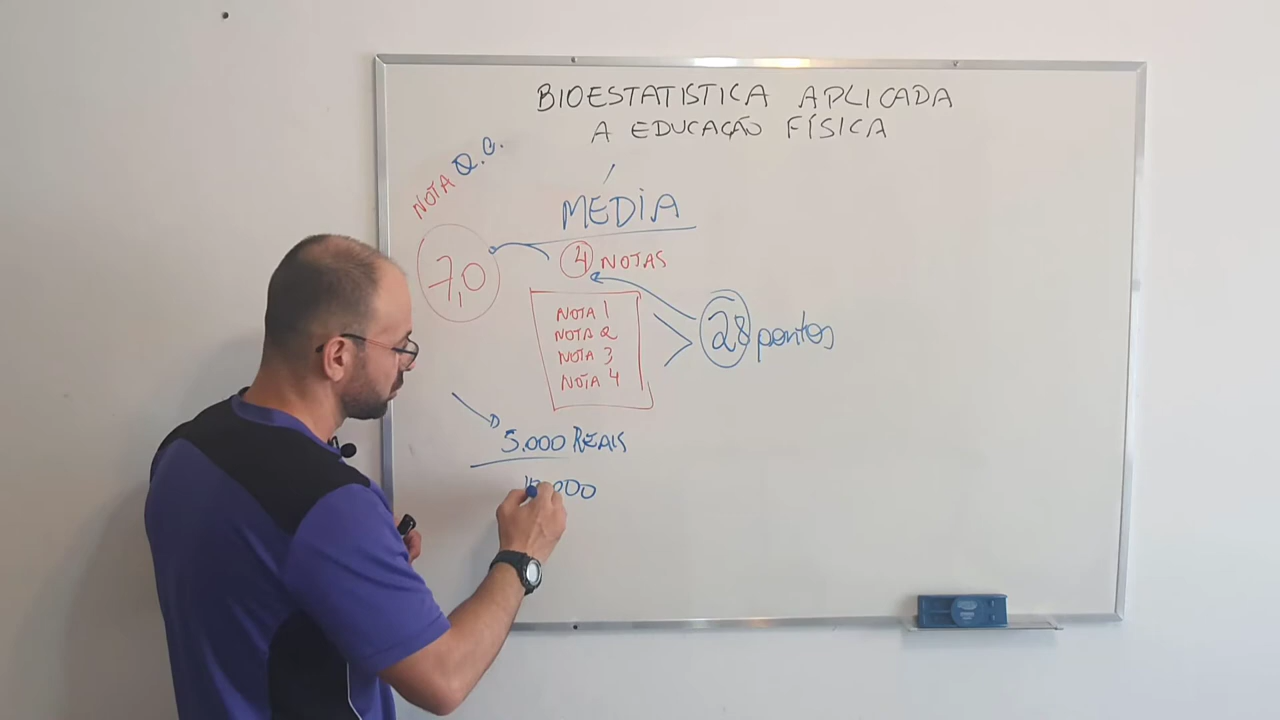 BIOESTATISTICA APLICADA
A EDUCAÇÃO FÍSICA
NOTA Q.C.
MÉDIA
4 NOTAS
7,0
NOTA 1
NOTA 2
NOTA 3
NOTA 4
28 pontos
5.000 REAIS